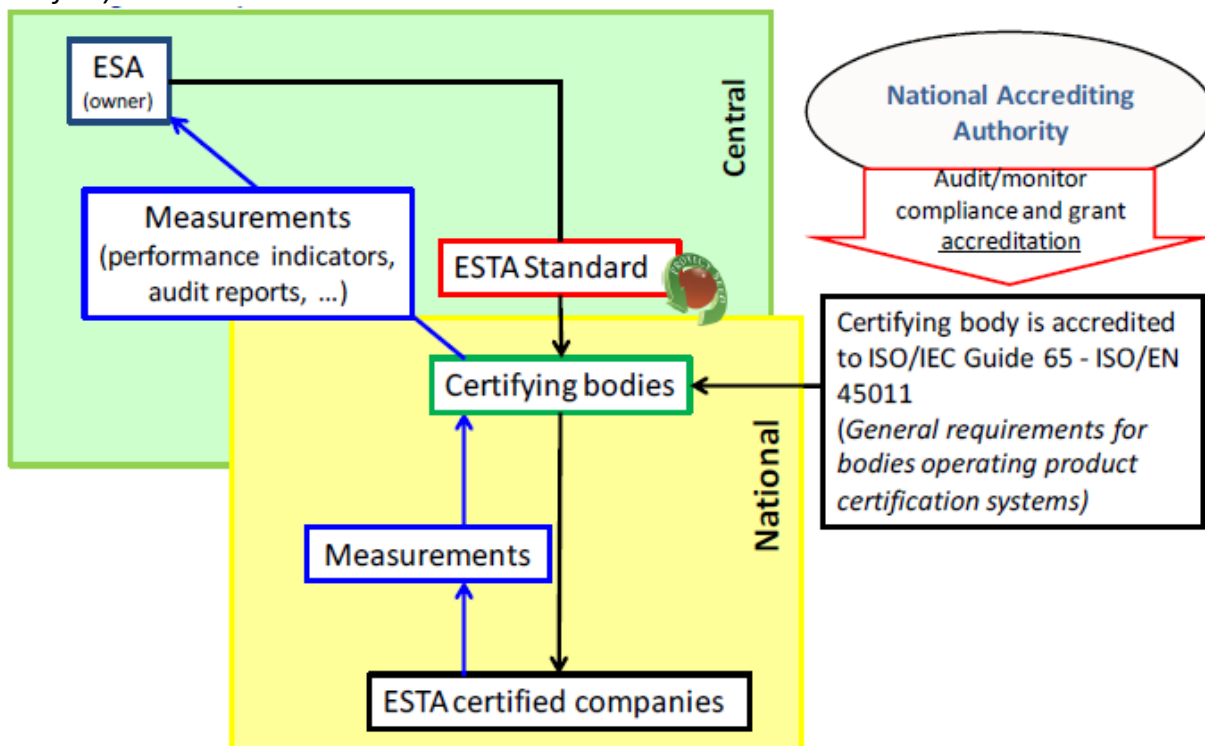 ESA
(owner)
Central
National Accrediting
Authority
Audit/monitor
compliance and grant
accreditation
Measurements
(performance indicators,
audit reports, ...)
ESTA Standard
PROTECT SEED
Certifying body is accredited
to ISO/IEC Guide 65 - ISO/EN
45011
(General requirements for
bodies operating product
certification systems)
Certifying bodies
National
Measurements
ESTA certified companies